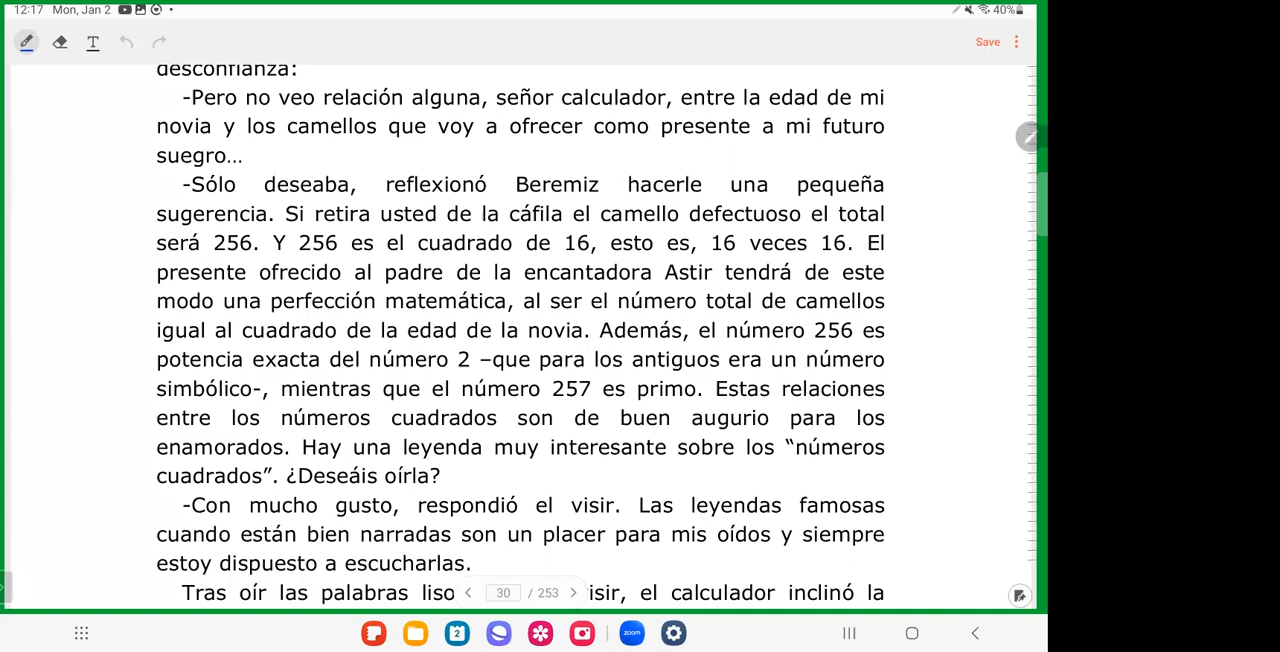 12:17 Mon, Jan 2
40%
T
Save
desconfianza:
-Pero no veo relación alguna, señor calculador, entre la edad de mi
novia y los camellos que voy a ofrecer como presente a mi futuro
suegro…
-Sólo deseaba, reflexionó Beremiz hacerle una pequeña
sugerencia. Si retira usted de la cáfila el camello defectuoso el total
será 256. Y 256 es el cuadrado de 16, esto es, 16 veces 16. El
presente ofrecido al padre de la encantadora Astir tendrá de este
modo una perfección matemática, al ser el número total de camellos
igual al cuadrado de la edad de la novia. Además, el número 256 es
potencia exacta del número 2 –que para los antiguos era un número
simbólico-, mientras que el número 257 es primo. Estas relaciones
entre los números cuadrados son de buen augurio para los
enamorados. Hay una leyenda muy interesante sobre los “números
cuadrados”. ¿Deseáis oírla?
-Con mucho gusto, respondió el visir. Las leyendas famosas
cuando están bien narradas son un placer para mis oídos y siempre
estoy dispuesto a escucharlas.
Tras oír las palabras el calculador inclinó la
30 / 253
2
zoom